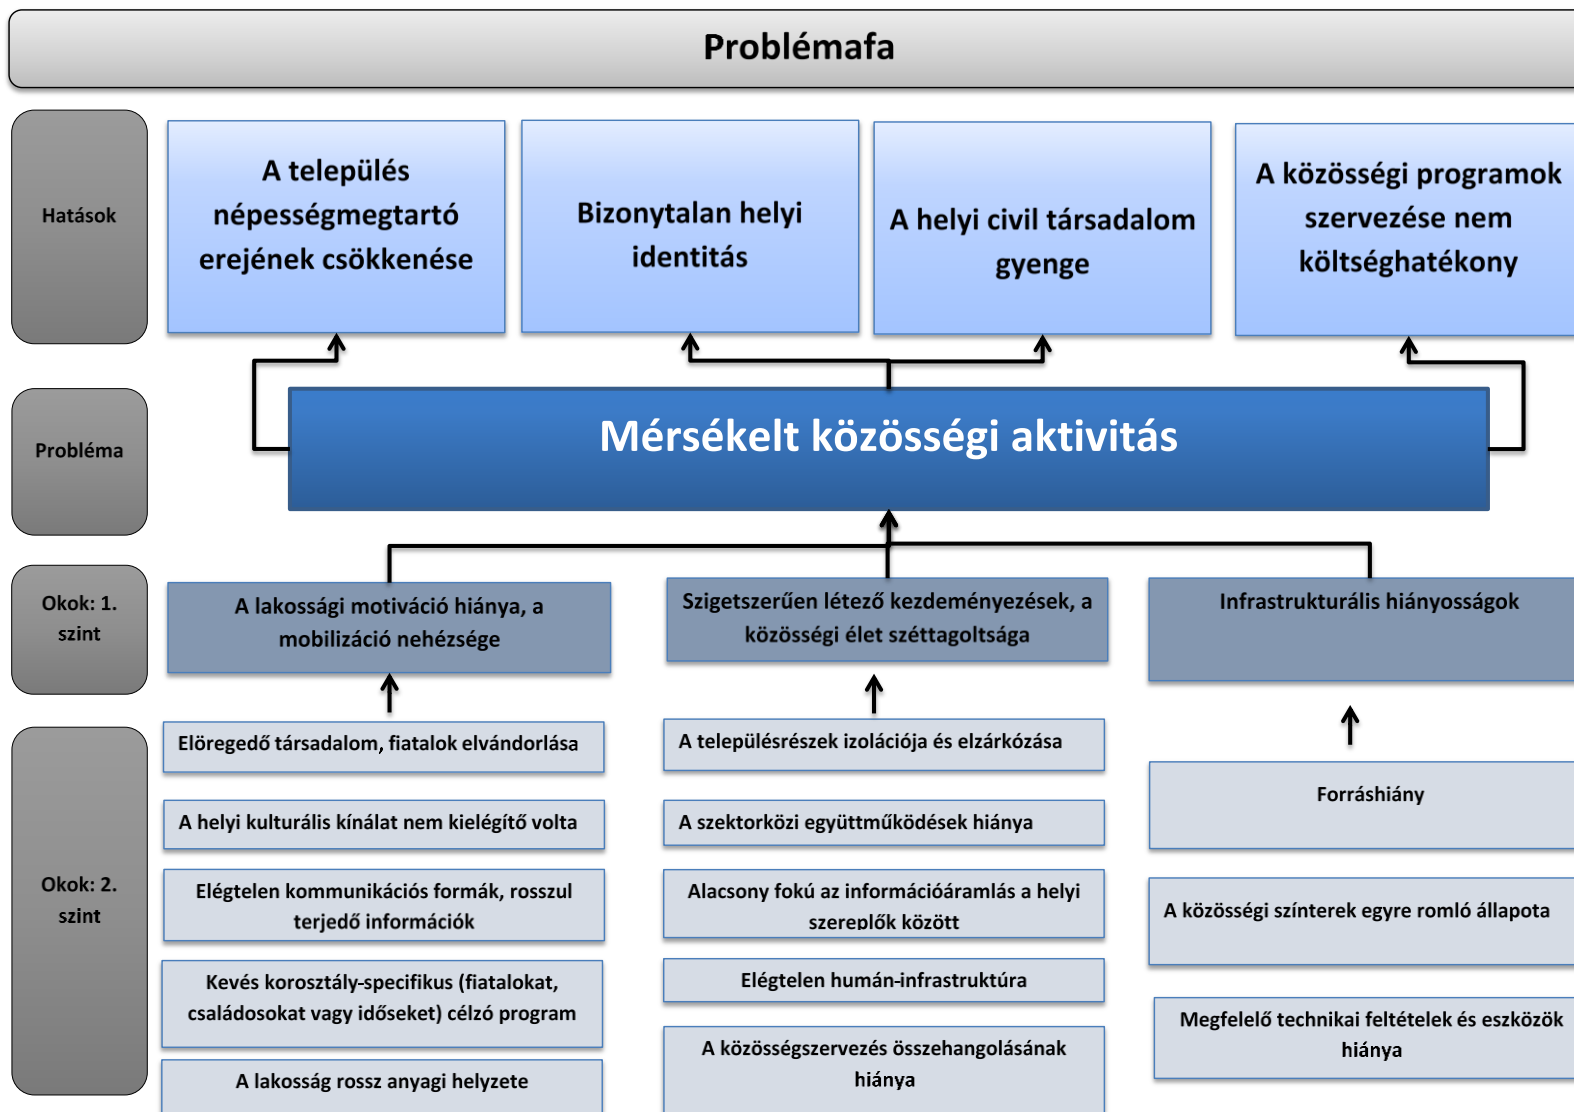 Problémafa
Hatások
A település
népességmegtartó
erejének csökkenése
Bizonytalan helyi
identitás
A helyi civil társadalom
gyenge
A közösségi programok
szervezése nem
költséghatékony
Probléma
Mérsékelt közösségi aktivitás
Okok: 1.
szint
A lakossági motiváció hiánya, a
mobilizáció nehézsége
Szigetszerűen létező kezdeményezések, a
közösségi élet széttagoltsága
Infrastrukturális hiányosságok
Okok: 2.
szint
Elöregedő társadalom, fiatalok elvándorlása
A helyi kulturális kínálat nem kielégítő volta
Elégtelen kommunikációs formák, rosszul
terjedő információk
Kevés korosztály-specifikus (fiatalokat,
családosokat vagy időseket) célzó program
A lakosság rossz anyagi helyzete
A településrészek izolációja és elzárkózása
A szektorközi együttműködések hiánya
Alacsony fokú az információáramlás a helyi
szereplők között
Elégtelen humán-infrastruktúra
A közösségszervezés összehangolásának
hiánya
Forráshiány
A közösségi színterek egyre romló állapota
Megfelelő technikai feltételek és eszközök
hiánya